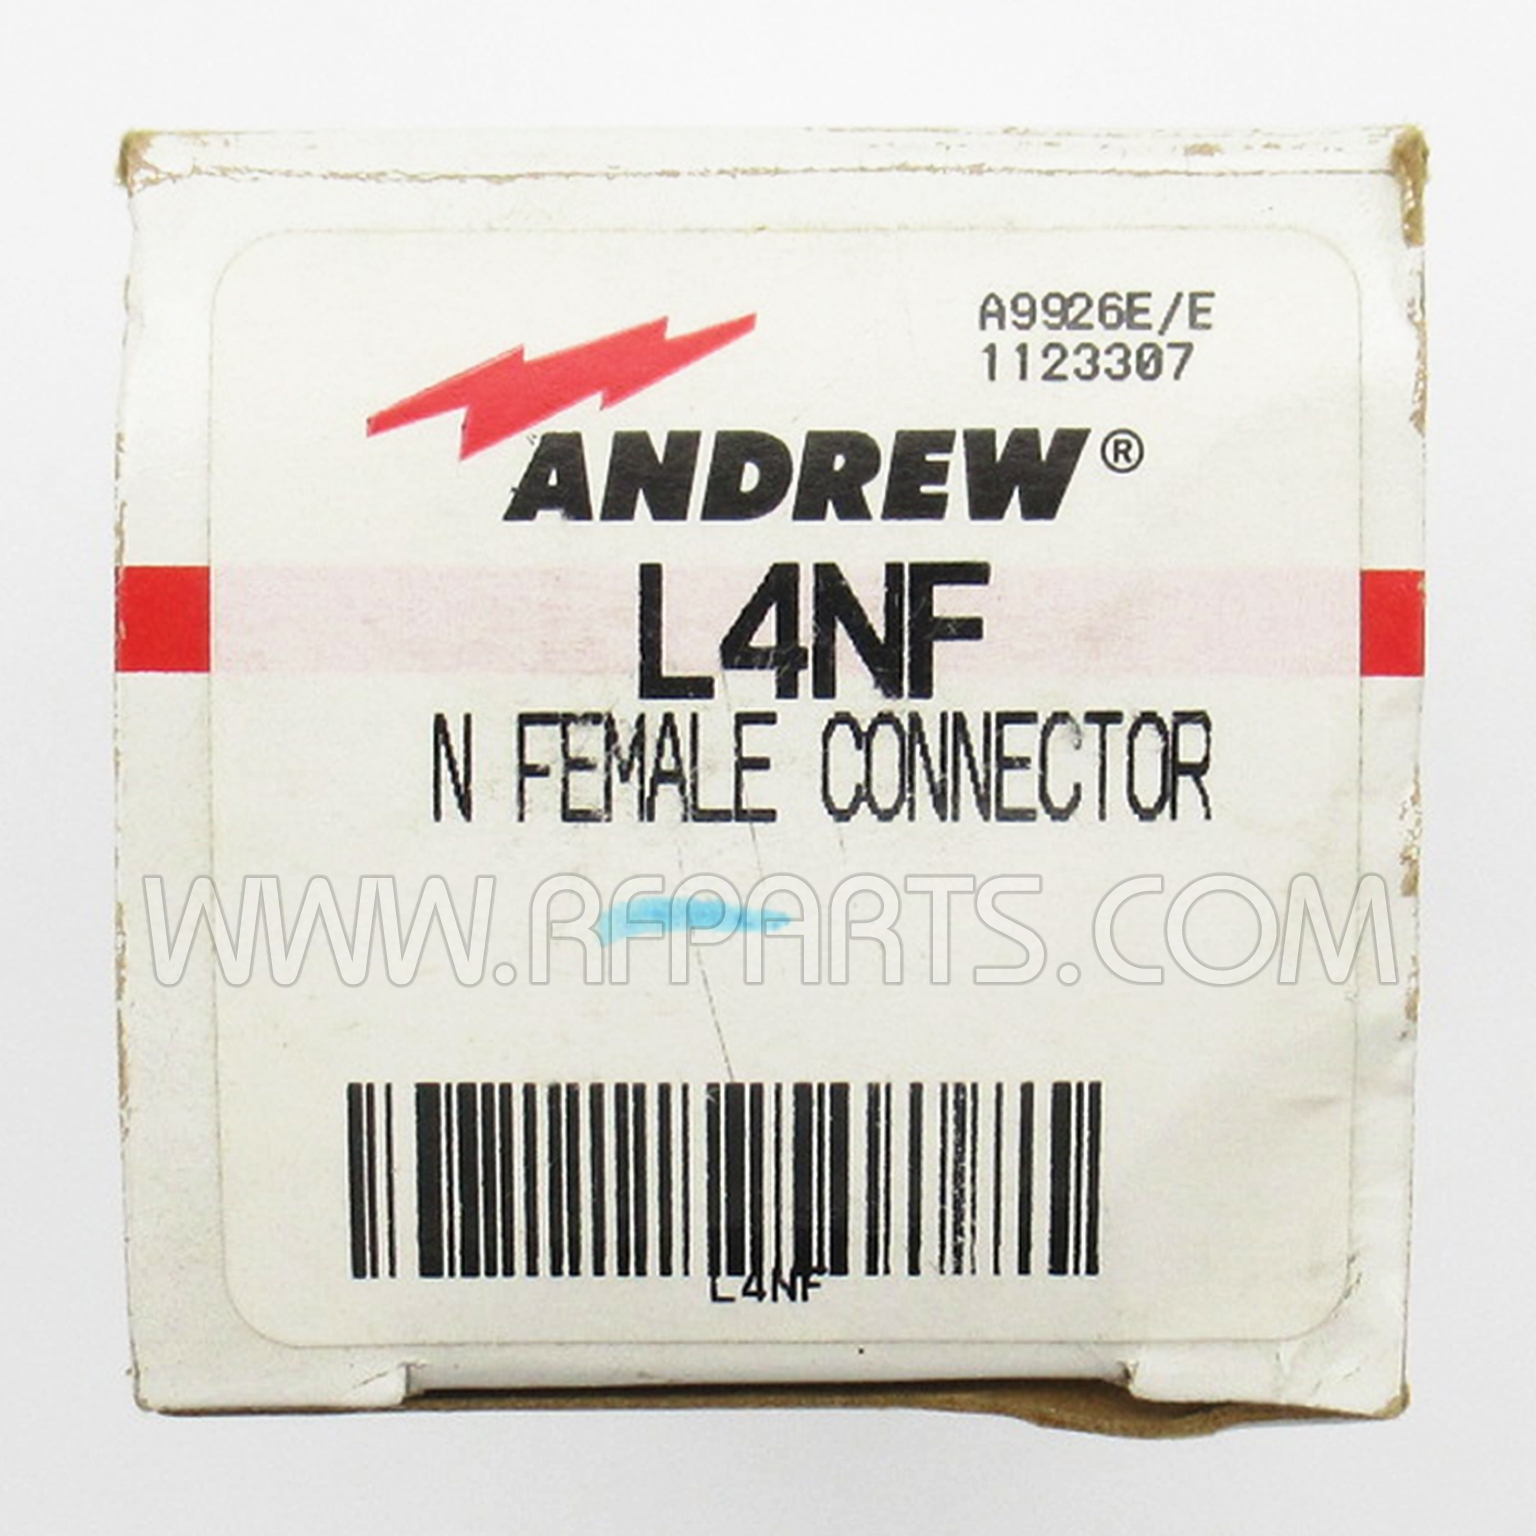 A9926E/E
1123307
ANDREW®
L4NF
N FEMALE CONNECTOR
WWW.RFPARTS.COM
L4NF